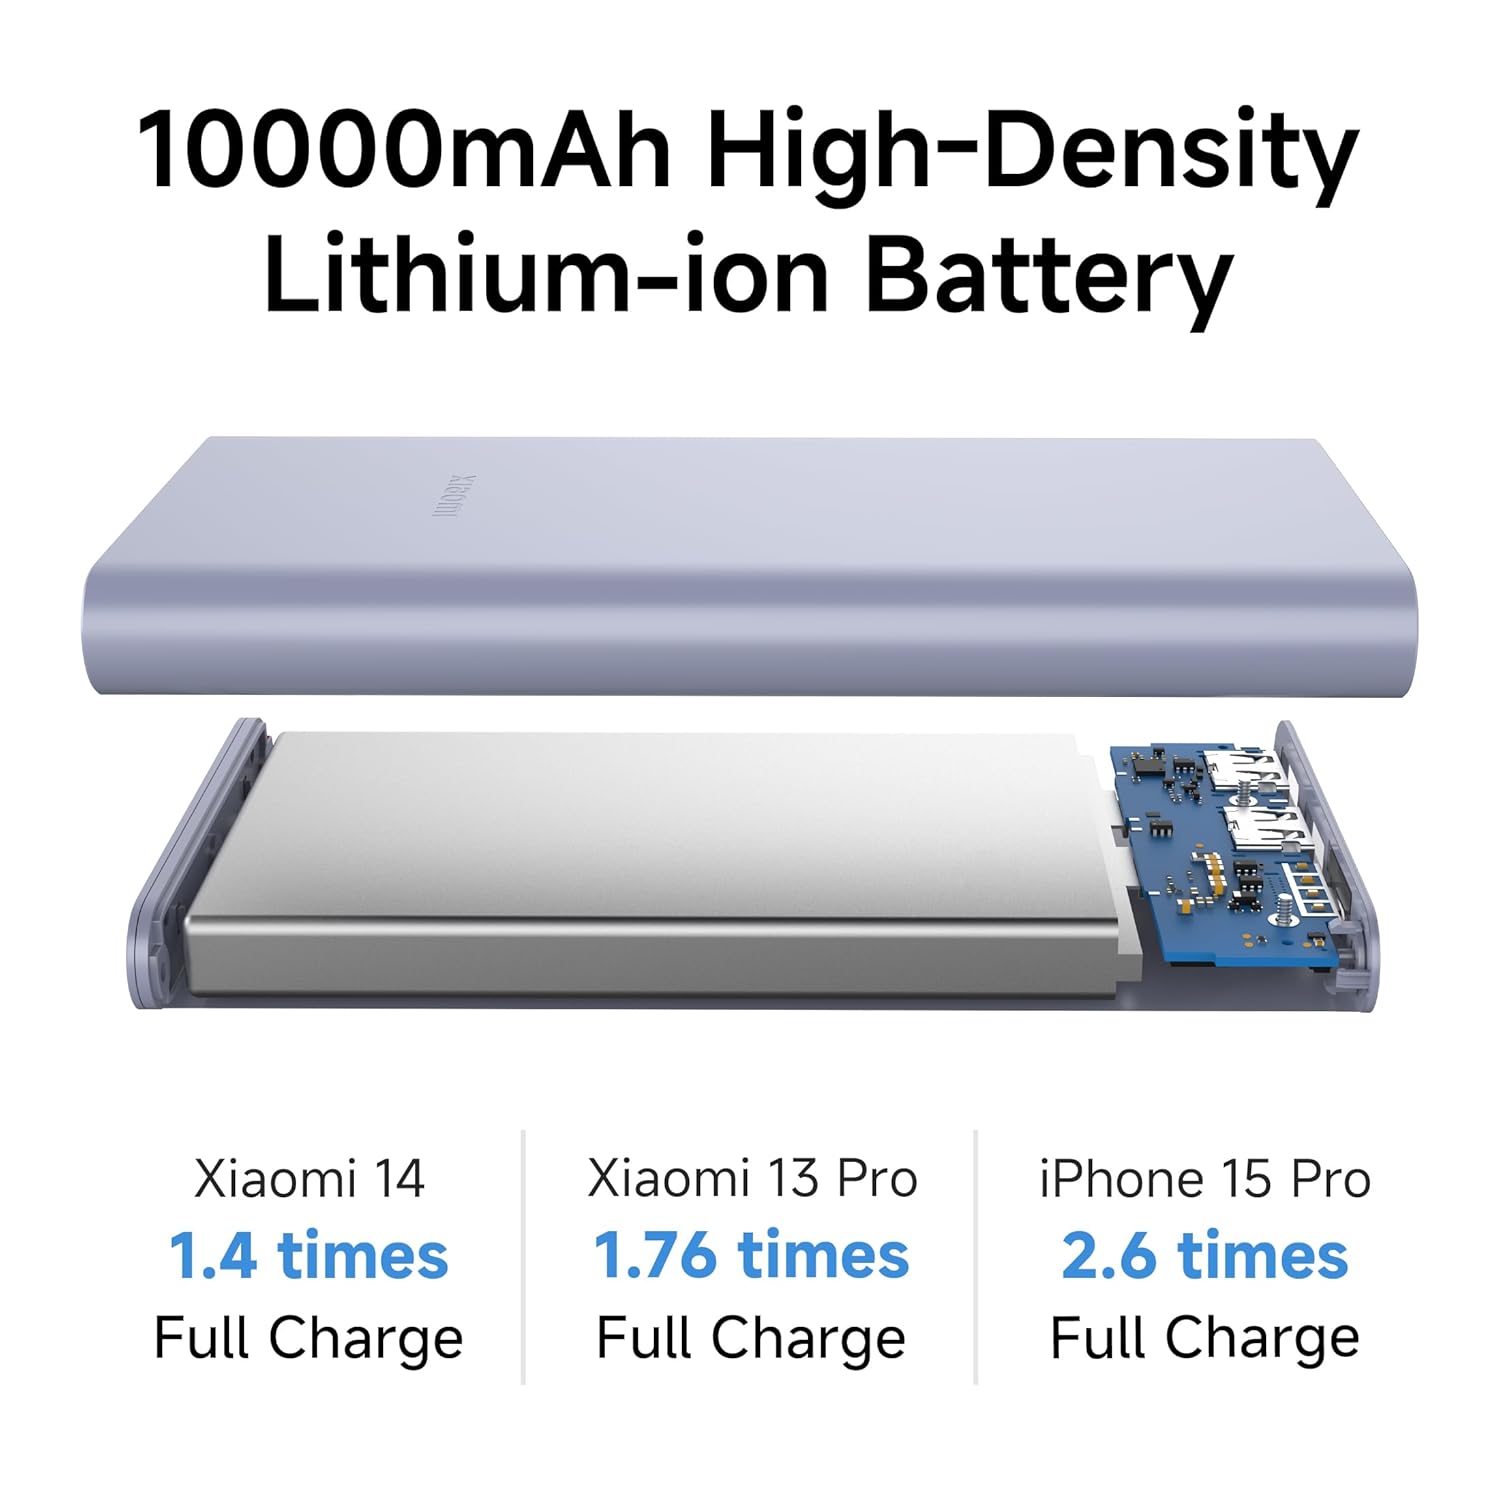 10000mAh High-Density
Lithium-ion Battery
xiaomi
Xiaomi 14
1.4 times
Full Charge
Xiaomi 13 Pro
1.76 times
Full Charge
iPhone 15 Pro
2.6 times
Full Charge